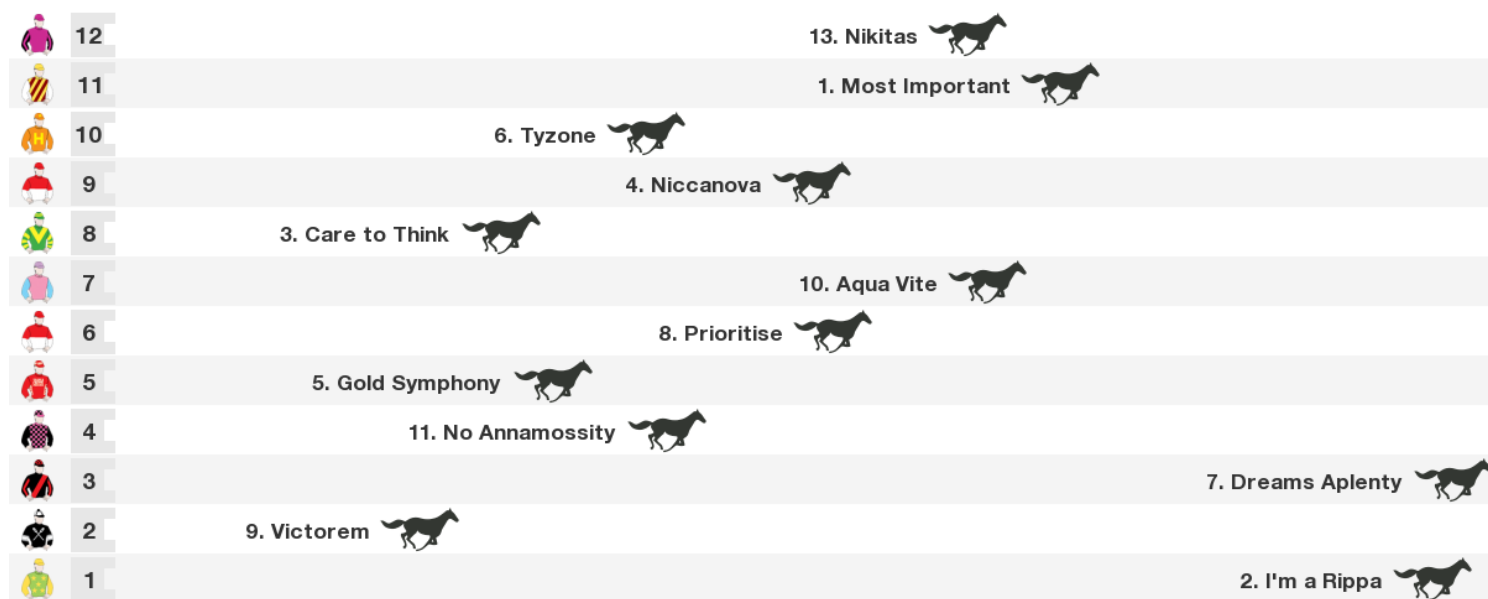 12 13. Nikitas
11 1. Most Important
H 10 6. Tyzone
9 4. Niccanova
8 3. Care to Think
7 10. Aqua Vite
6 8. Prioritise
5 5. Gold Symphony
4 11. No Annamossity
3 7. Dreams Aplenty
2 9. Victorem
1 2. I'm a Rippa